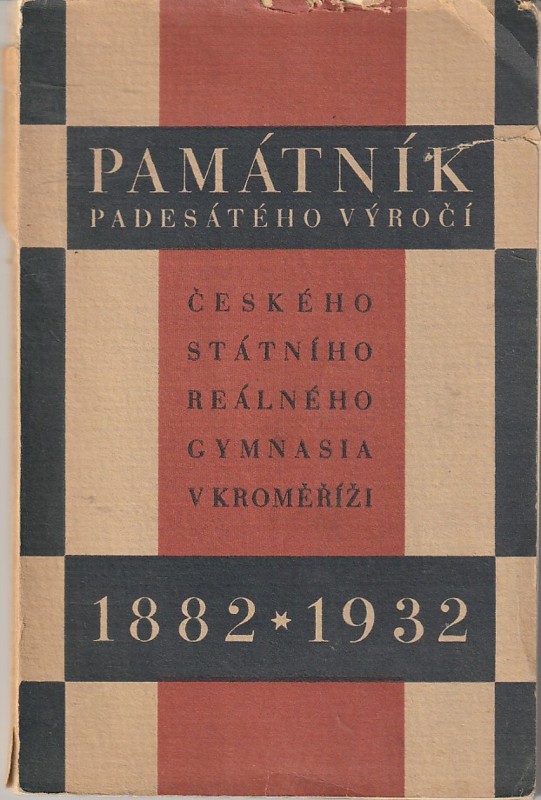 PAMÁTNÍK
PADESÁTÉHO VÝROČÍ
ČESKÉHO
STÁTNÍHO
REÁLNÉHO
GYMNASIA
V KROMĚŘÍŽI
1882 * 1932